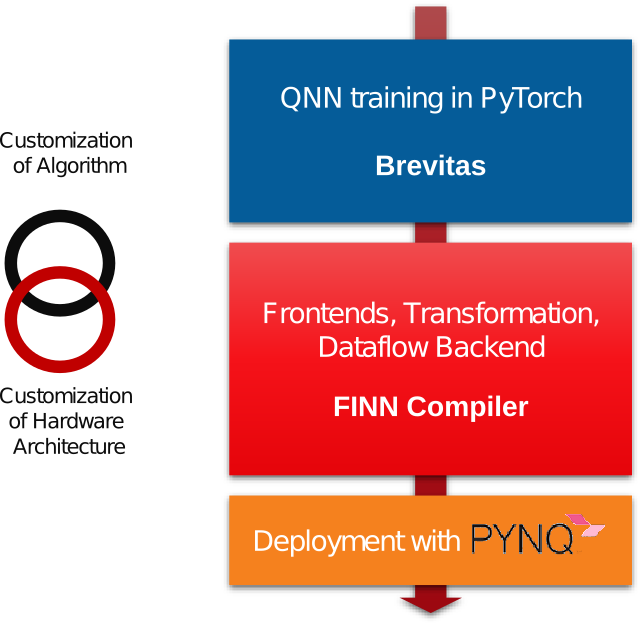 Customization
of Algorithm
Customization
of Hardware
Architecture
QNN training in PyTorch
Brevitas
Frontends, Transformation,
Dataflow Backend
FINN Compiler
Deployment with PYNQ